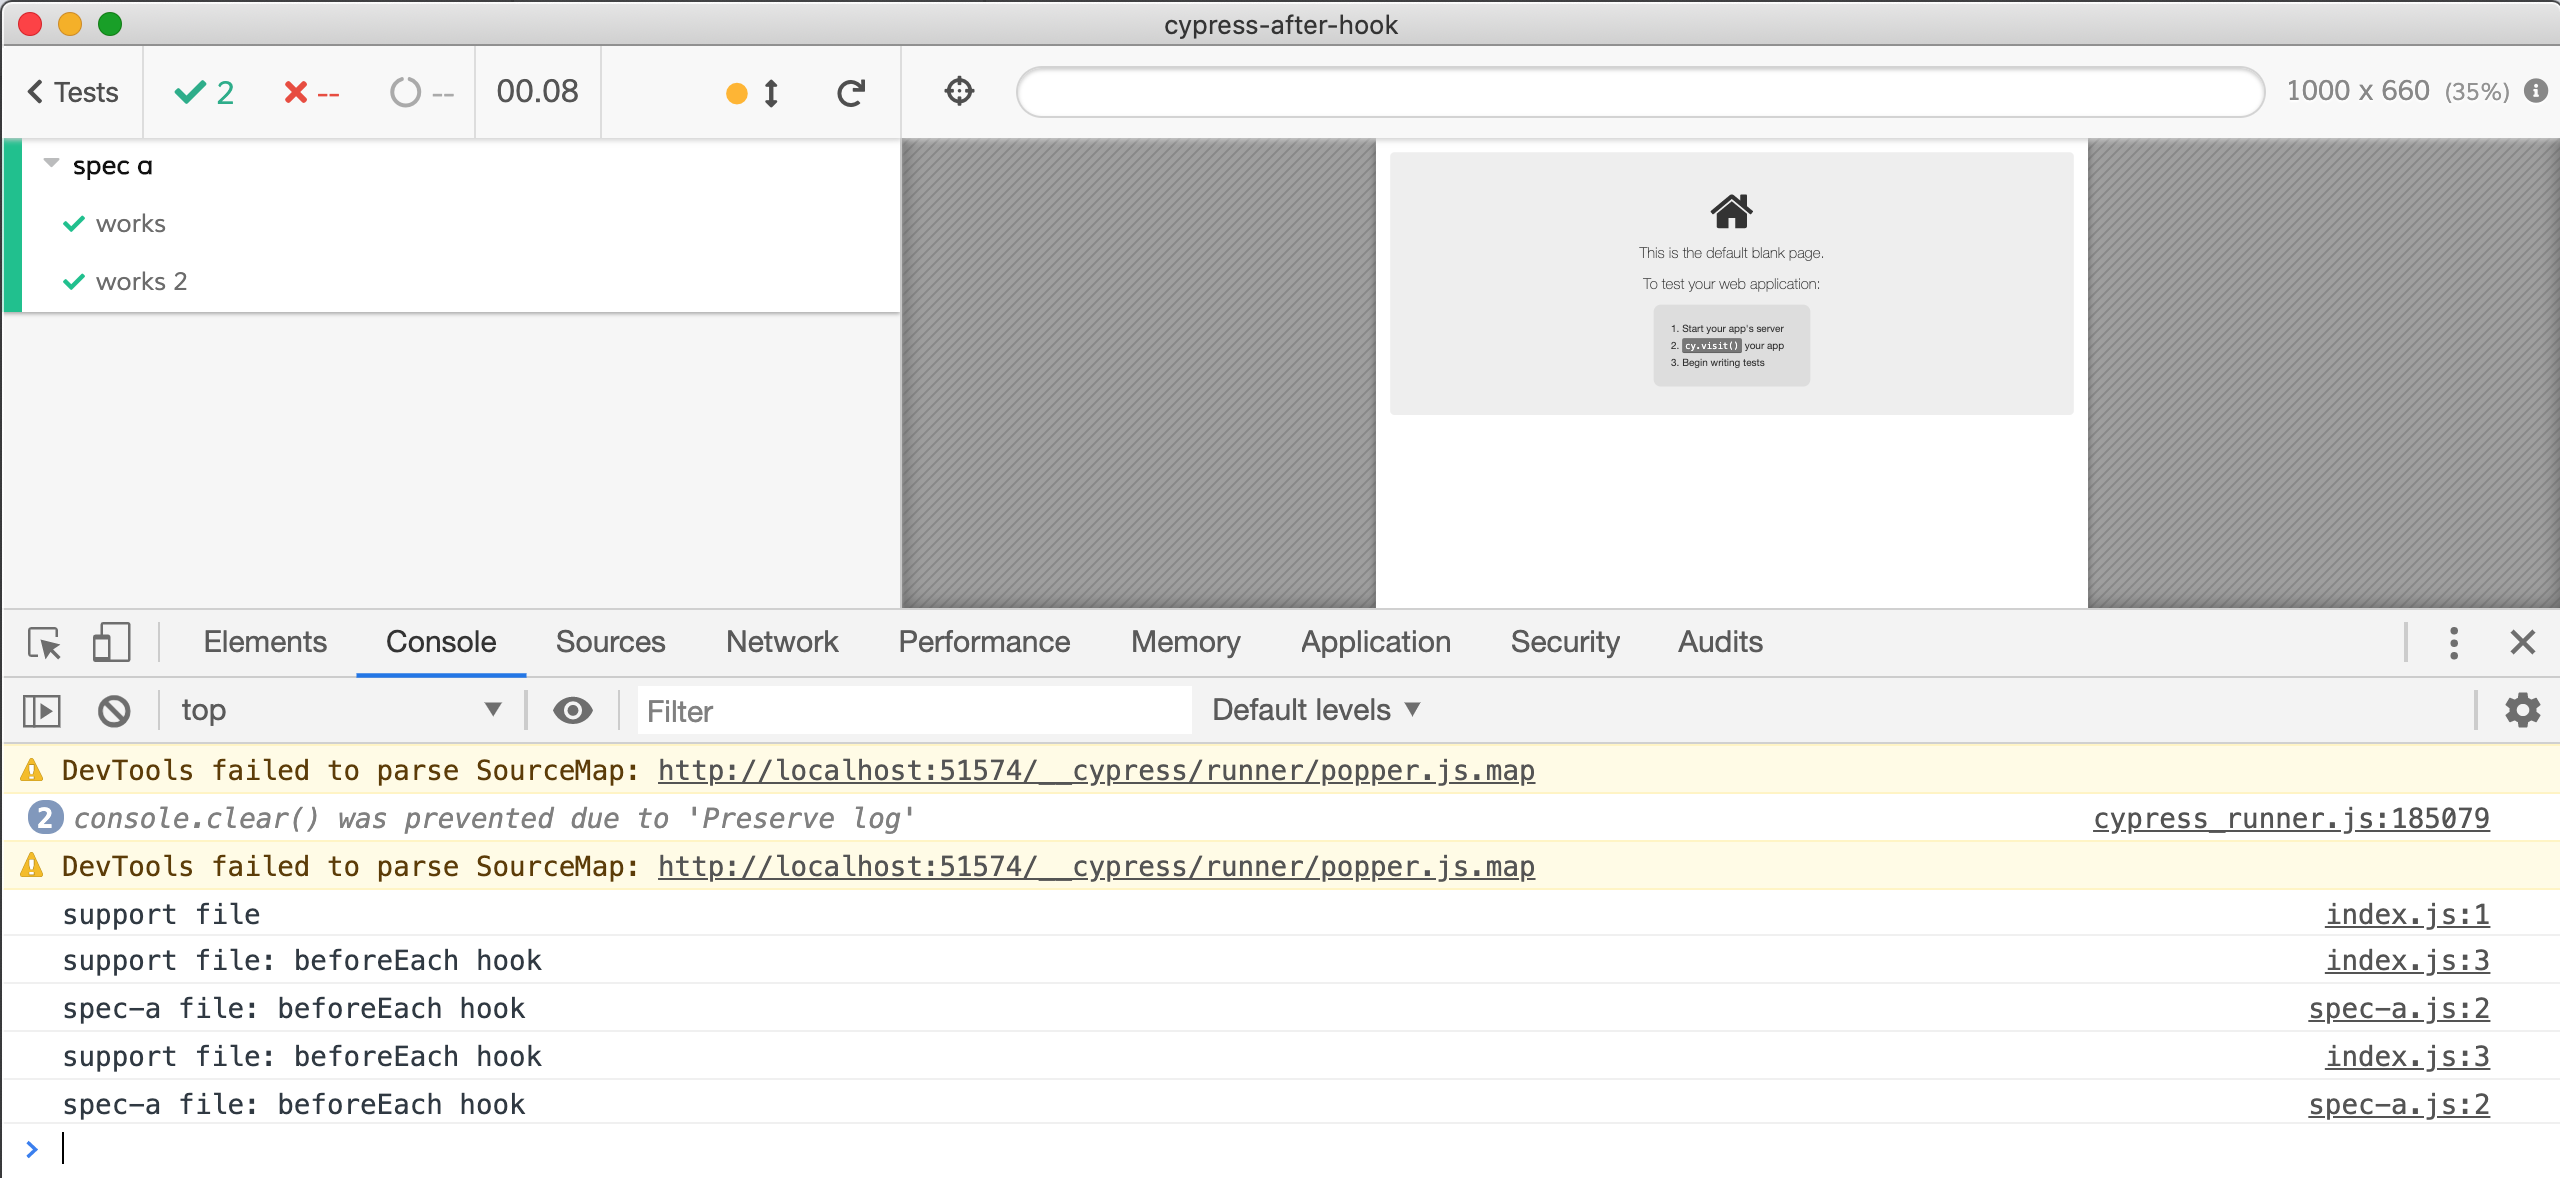 cypress-after-hook
Tests 2 -- -- 00.08 1000 x 660 (35%)
spec a
works
works 2
This is the default blank page.
To test your web application:
1. Start your app's server
2. cy.visit() your app
3. Begin writing tests
Elements Console Sources Network Performance Memory Application Security Audits
top Filter Default levels
DevTools failed to parse SourceMap: http://localhost:51574/__cypress/runner/popper.js.map
2 console.clear() was prevented due to 'Preserve log' cypress_runner.js:185079
DevTools failed to parse SourceMap: http://localhost:51574/__cypress/runner/popper.js.map
support file index.js:1
support file: beforeEach hook index.js:3
spec-a file: beforeEach hook spec-a.js:2
support file: beforeEach hook index.js:3
spec-a file: beforeEach hook spec-a.js:2